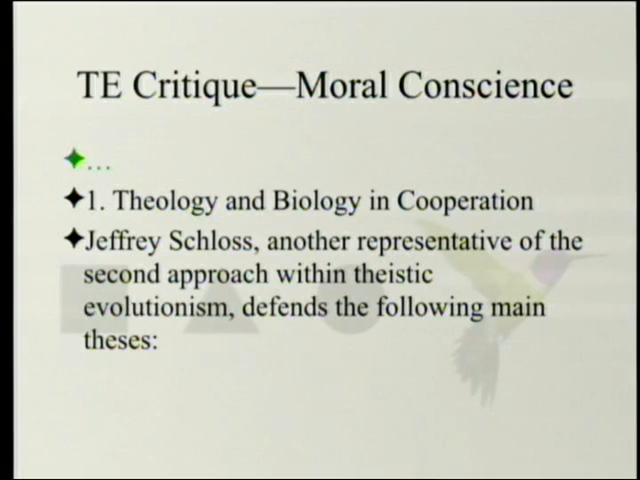 TE Critique—Moral Conscience
…
1. Theology and Biology in Cooperation
Jeffrey Schloss, another representative of the
second approach within theistic
evolutionism, defends the following main
theses: